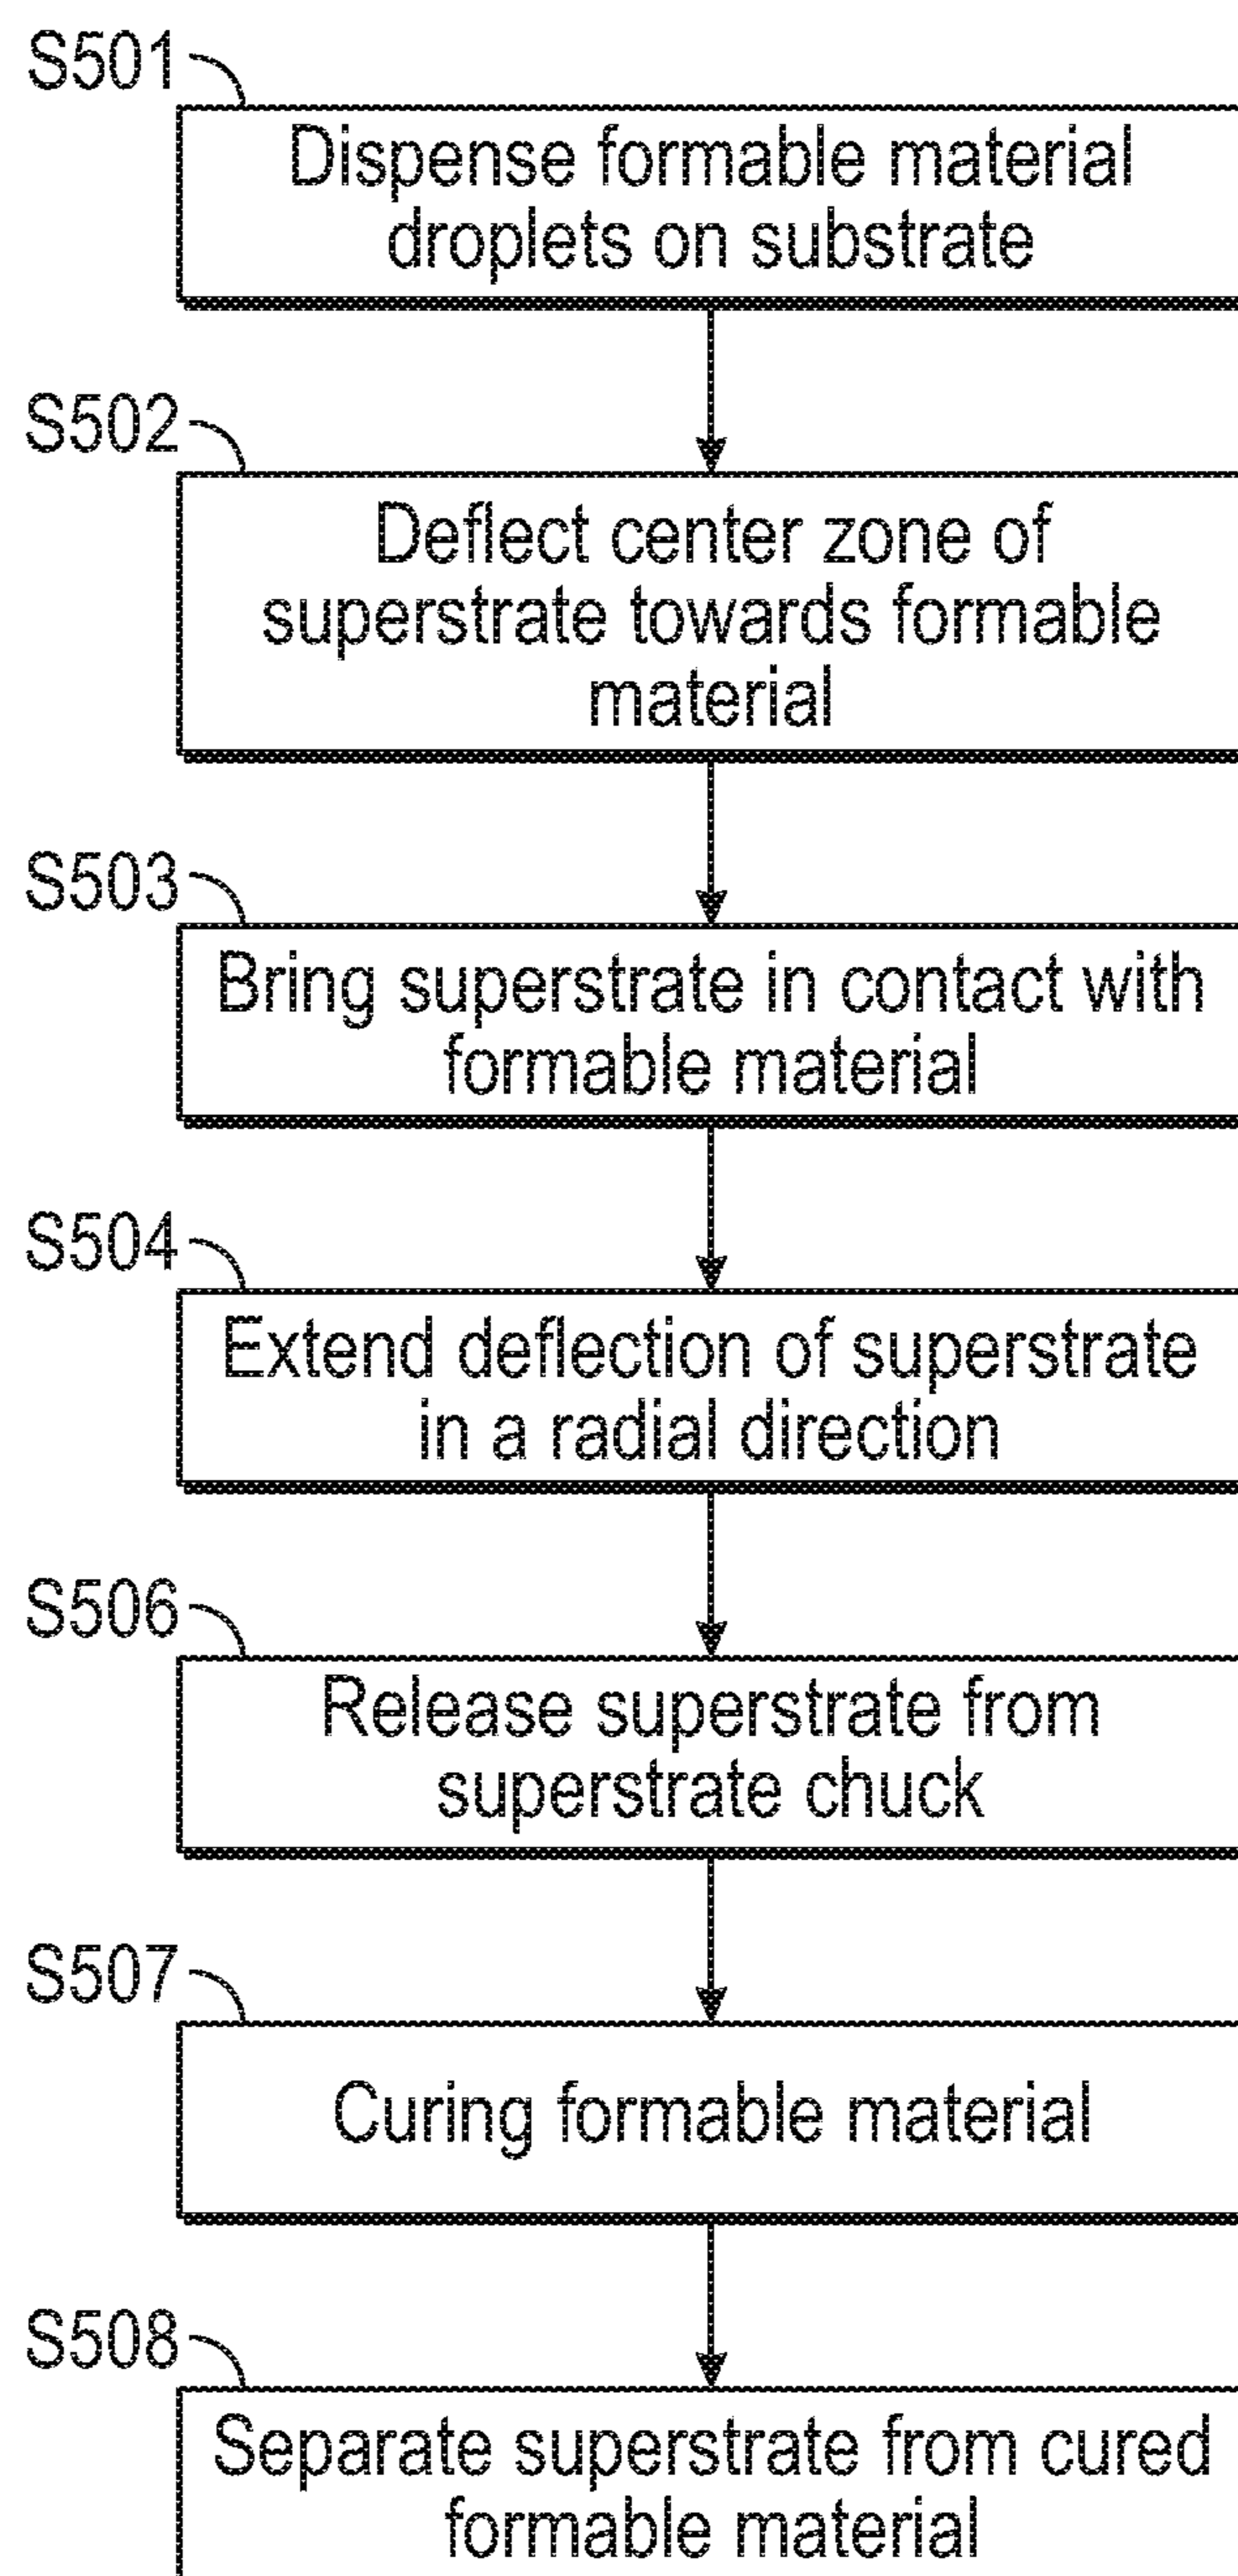 S501
Dispense formable material
droplets on substrate
S502
Deflect center zone of
superstrate towards formable
material
S503
Bring superstrate in contact with
formable material
S504
Extend deflection of superstrate
in a radial direction
S506
Release superstrate from
superstrate chuck
S507
Curing formable material
S508
Separate superstrate from cured
formable material